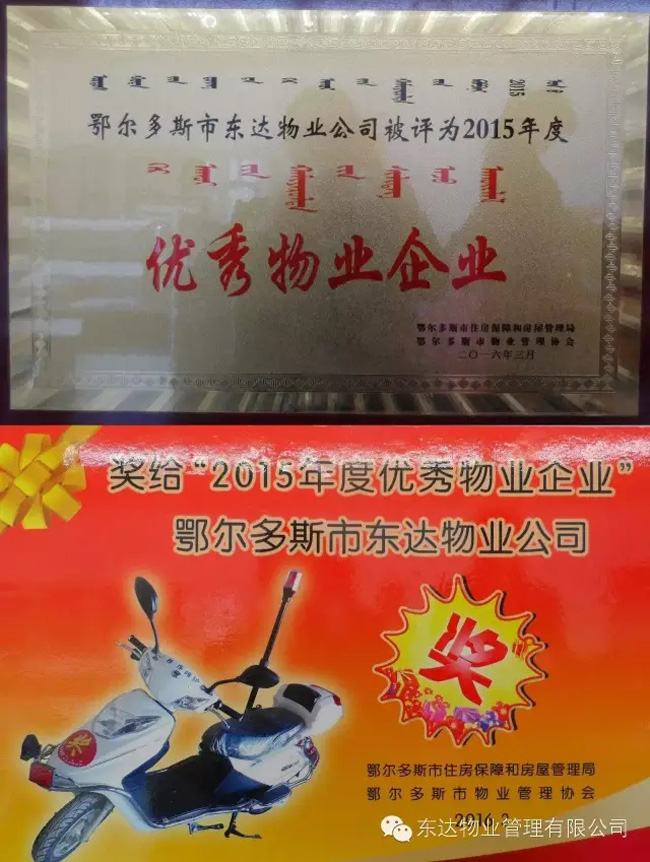 鄂尔多斯市东达物业公司被评为2015年度
优秀物业企业
鄂尔多斯市住房保障和房屋管理局
鄂尔多斯市物业管理协会
二〇一六年三月
奖给“2015年度优秀物业企业”
鄂尔多斯市东达物业公司
奖
奖
鄂尔多斯市住房保障和房屋管理局
鄂尔多斯市物业管理协会
2016.3
东达物业管理有限公司